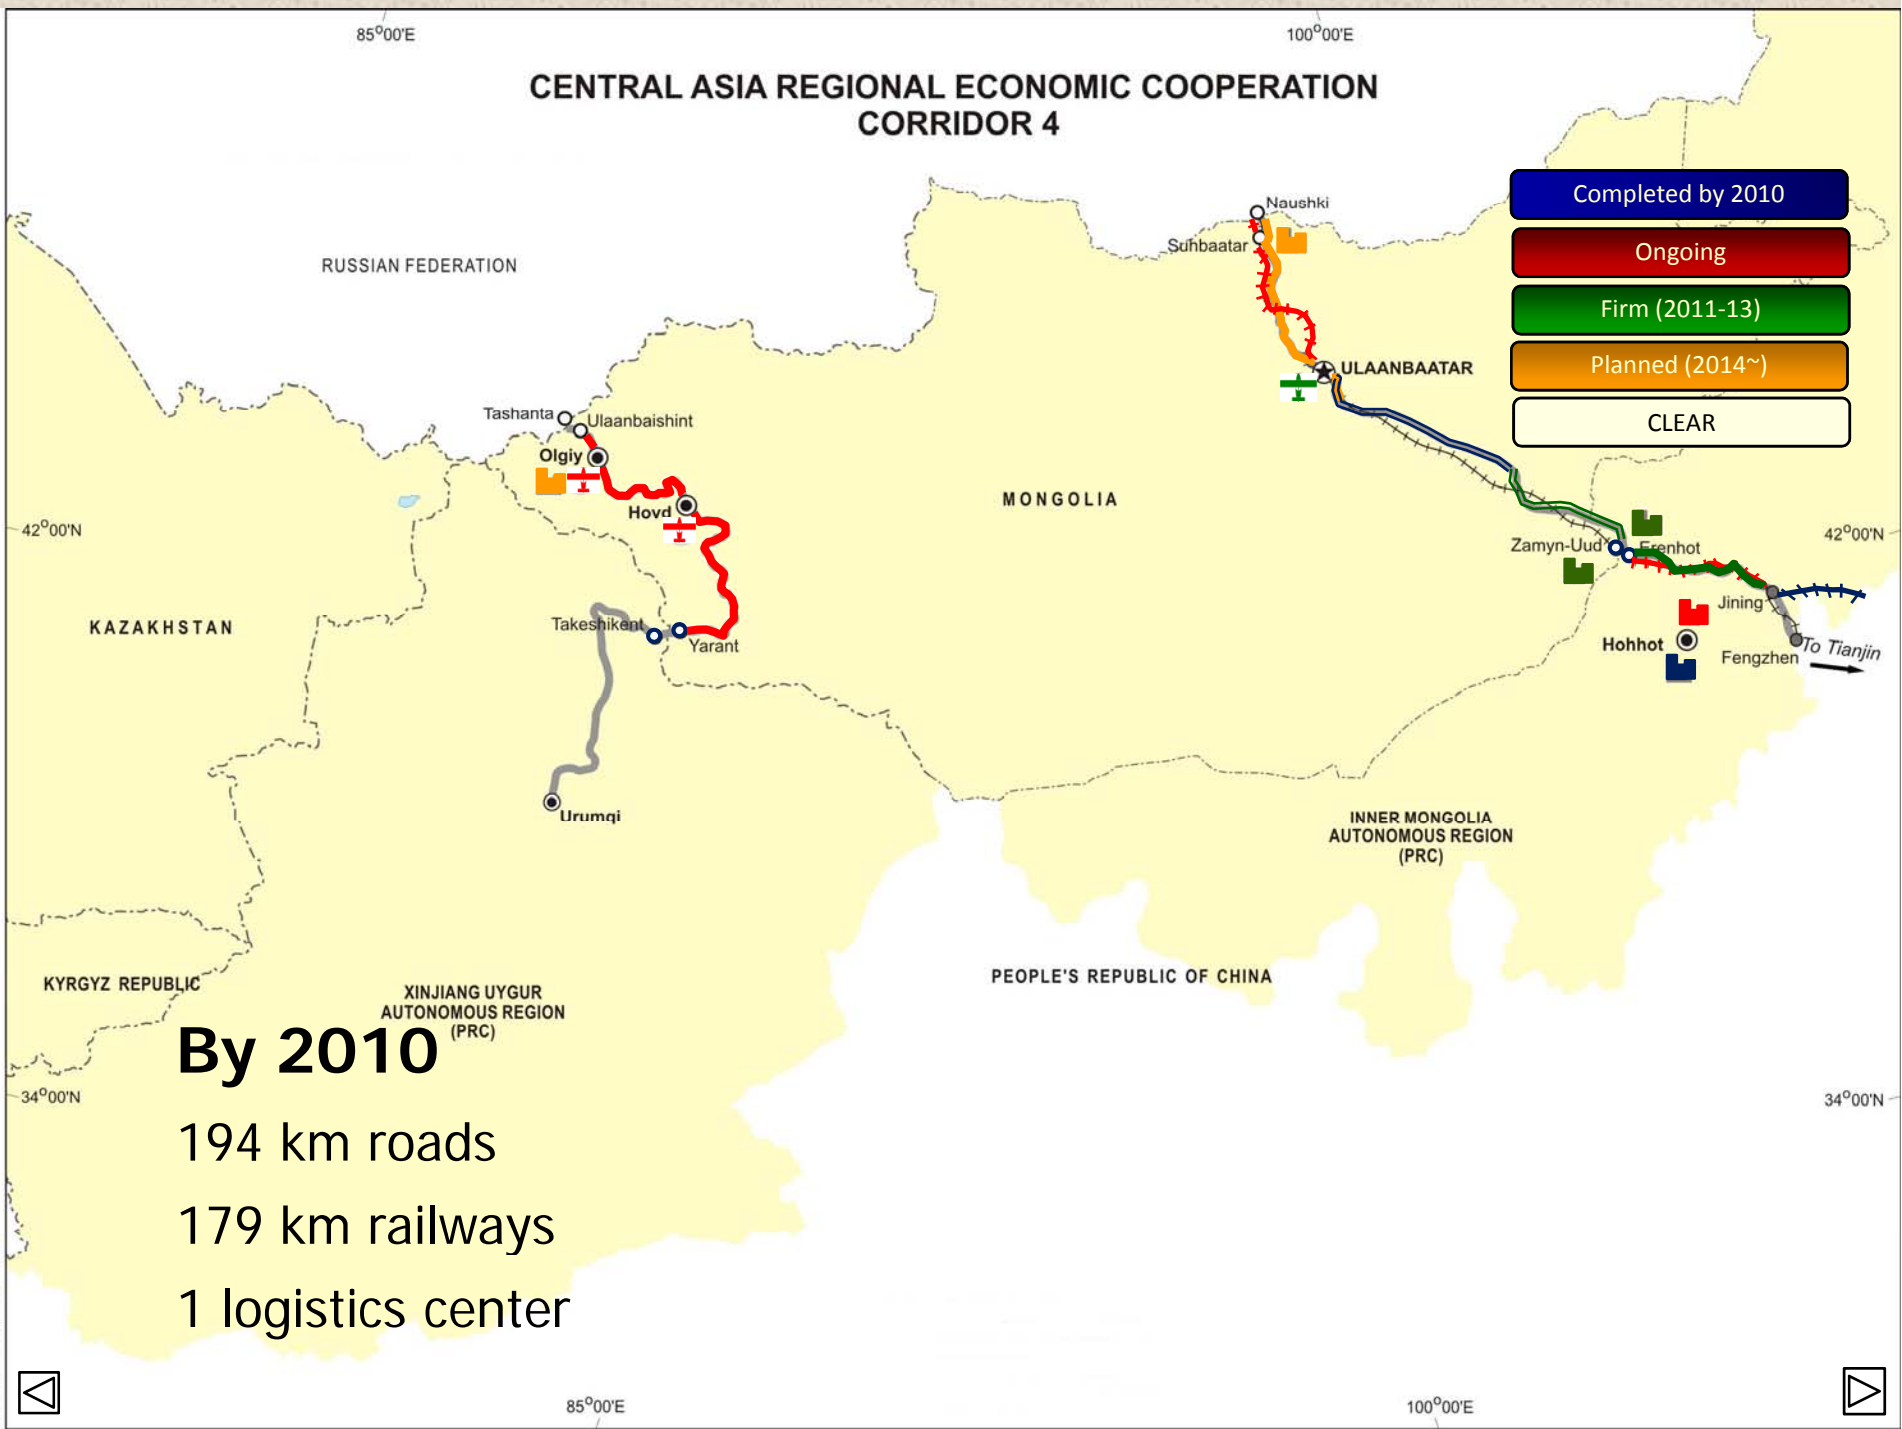 85°00'E
100°00'E
CENTRAL ASIA REGIONAL ECONOMIC COOPERATION
CORRIDOR 4
Completed by 2010
Ongoing
Firm (2011-13)
Planned (2014~)
CLEAR
Naushki
Suhbaatar
RUSSIAN FEDERATION
ULAANBAATAR
Tashanta
Ulaanbaishint
Olgiy
Hovd
MONGOLIA
42°00'N
42°00'N
Zamyn-Uud
Erenhot
Jining
KAZAKHSTAN
Takeshikent
Yarant
Hohhot
Fengzhen
To Tianjin
Urumqi
INNER MONGOLIA
AUTONOMOUS REGION
(PRC)
KYRGYZ REPUBLIC
XINJIANG UYGUR
AUTONOMOUS REGION
(PRC)
PEOPLE'S REPUBLIC OF CHINA
By 2010
34°00'N
34°00'N
194 km roads
179 km railways
1 logistics center
85°00'E
100°00'E